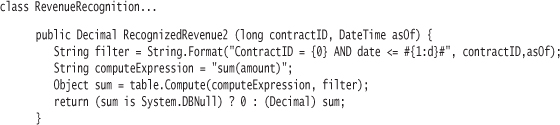 class RevenueRecognition...
public Decimal RecognizedRevenue2 (long contractID, DateTime asOf) {
String filter = String.Format("ContractID = {0} AND date <= #{1:d}#", contractID,asOf);
String computeExpression = "sum(amount)";
Object sum = table.Compute(computeExpression, filter);
return (sum is System.DBNull) ? 0 : (Decimal) sum;
}